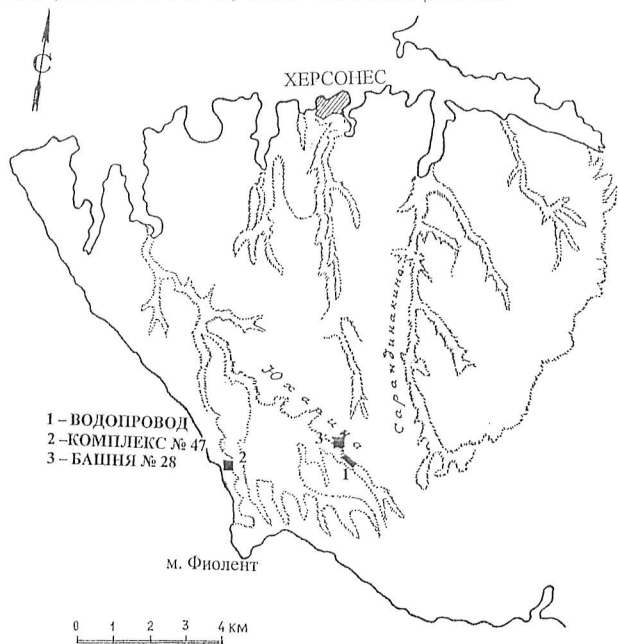 С
ХЕРСОНЕС
Юхарина
Сарандинакина
1 – ВОДОПРОВОД
2 –КОМПЛЕКС № 47
3 – БАШНЯ № 28
3
2
1
м. Фиолент
0 1 2 3 4 км